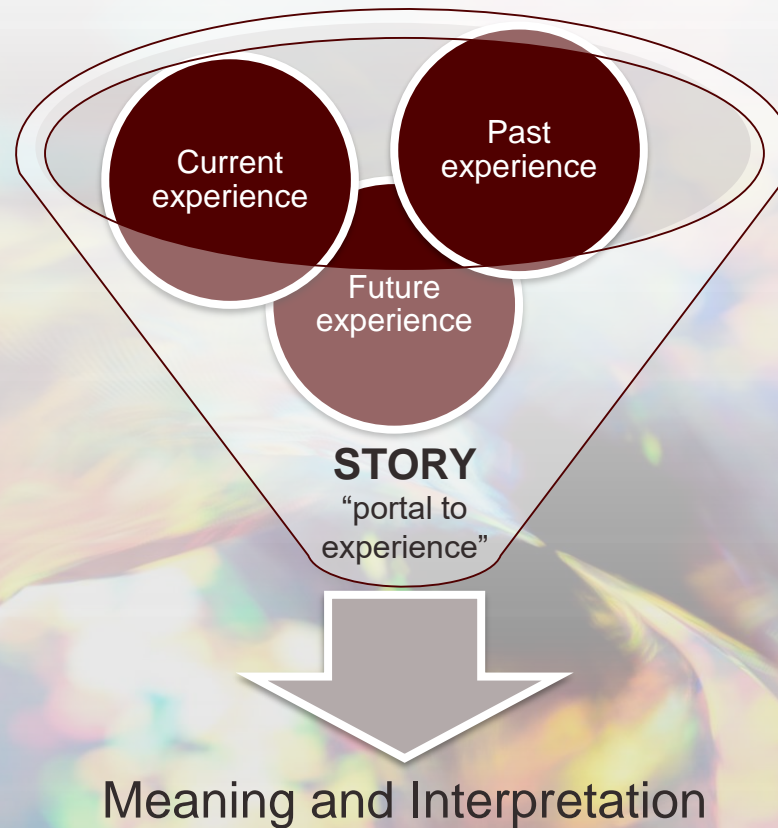 Current
experience
Past
experience
Future
experience
STORY
“portal to
experience”
Meaning and Interpretation